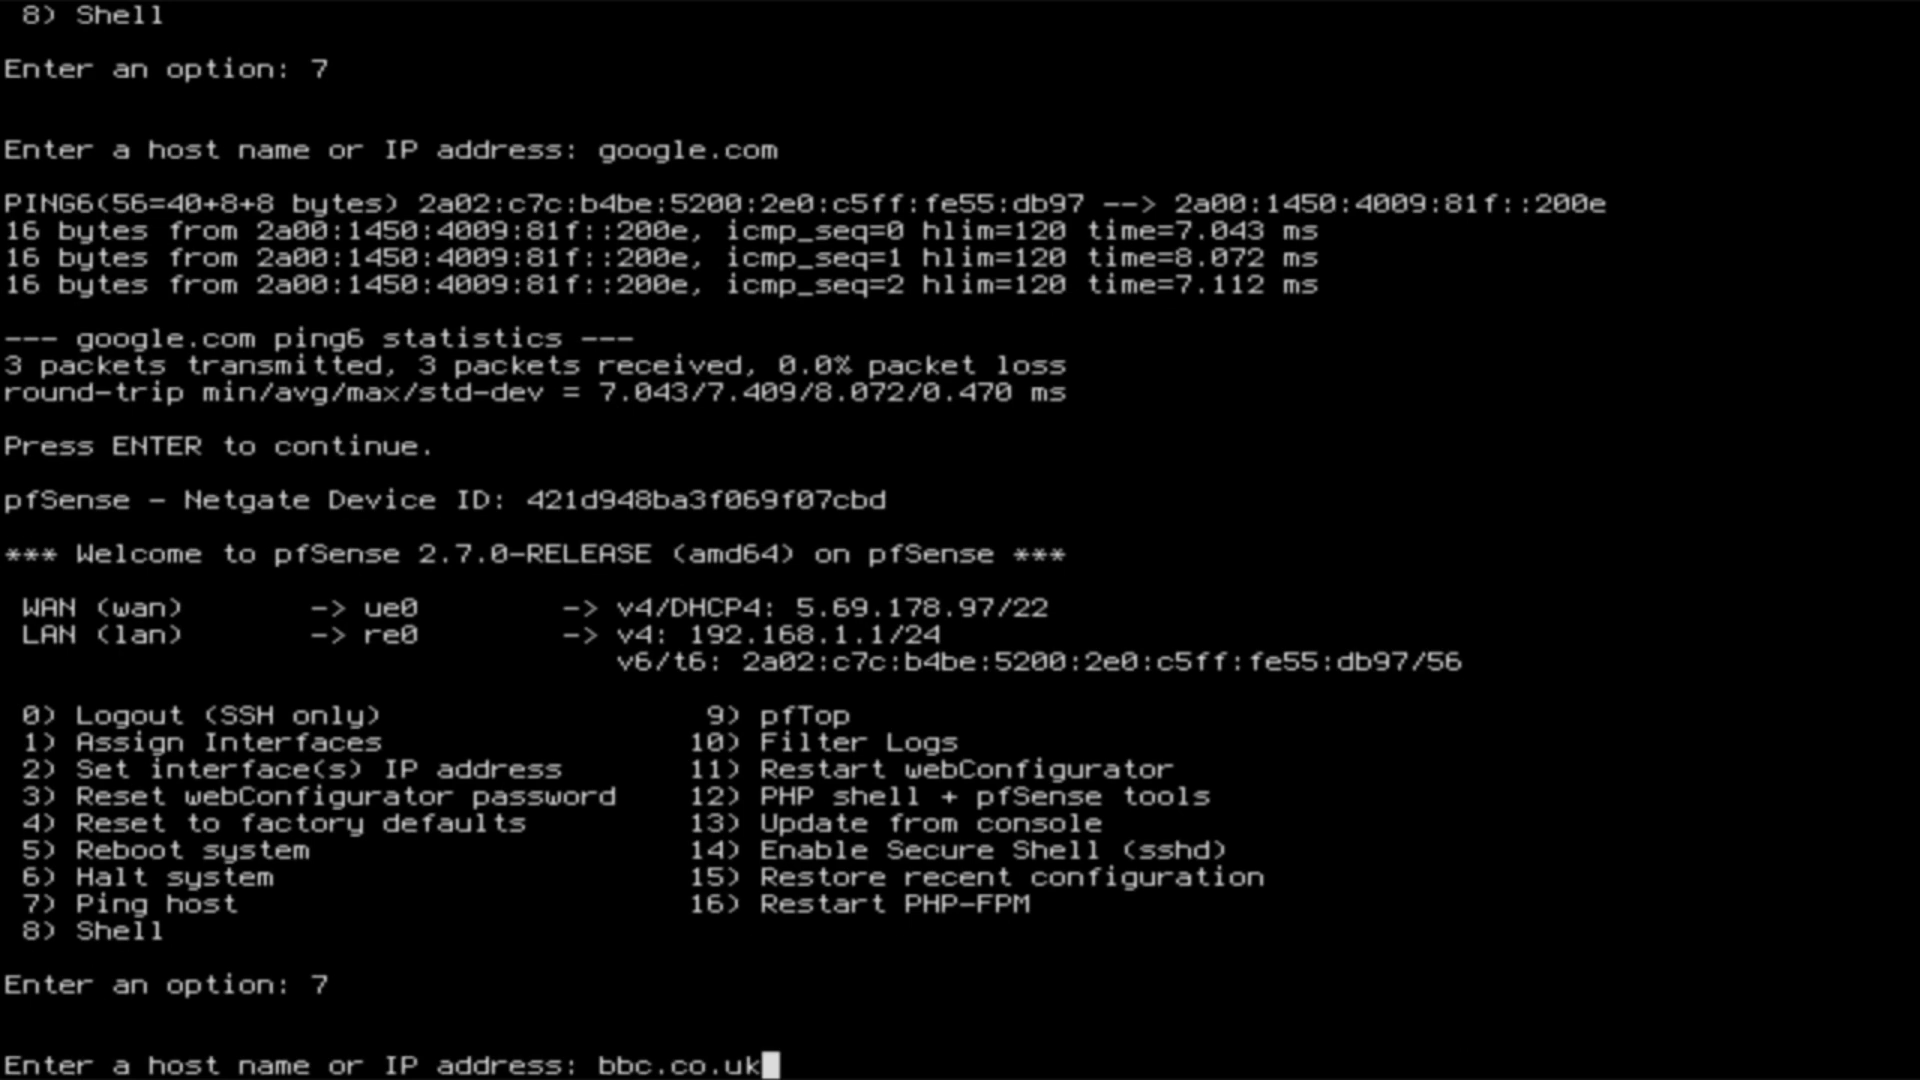 8) Shell
Enter an option: 7
Enter a host name or IP address: google.com
PING6(56=40+8+8 bytes) 2a02:c7c:b4be:5200:2e0:c5ff:fe55:db97 --> 2a00:1450:4009:81f::200e
16 bytes from 2a00:1450:4009:81f::200e, icmp_seq=0 hlim=120 time=7.043 ms
16 bytes from 2a00:1450:4009:81f::200e, icmp_seq=1 hlim=120 time=8.072 ms
16 bytes from 2a00:1450:4009:81f::200e, icmp_seq=2 hlim=120 time=7.112 ms
--- google.com ping6 statistics ---
3 packets transmitted, 3 packets received, 0.0% packet loss
round-trip min/avg/max/std-dev = 7.043/7.409/8.072/0.470 ms
Press ENTER to continue.
pfSense - Netgate Device ID: 421d948ba3f069f07cbd
*** Welcome to pfSense 2.7.0-RELEASE (amd64) on pfSense ***
WAN (wan) -> ue0 -> v4/DHCP4: 5.69.178.97/22
LAN (lan) -> re0 -> v4: 192.168.1.1/24
v6/t6: 2a02:c7c:b4be:5200:2e0:c5ff:fe55:db97/56
0) Logout (SSH only) 9) pfTop
1) Assign Interfaces 10) Filter Logs
2) Set interface(s) IP address 11) Restart webConfigurator
3) Reset webConfigurator password 12) PHP shell + pfSense tools
4) Reset to factory defaults 13) Update from console
5) Reboot system 14) Enable Secure Shell (sshd)
6) Halt system 15) Restore recent configuration
7) Ping host 16) Restart PHP-FPM
8) Shell
Enter an option: 7
Enter a host name or IP address: bbc.co.uk